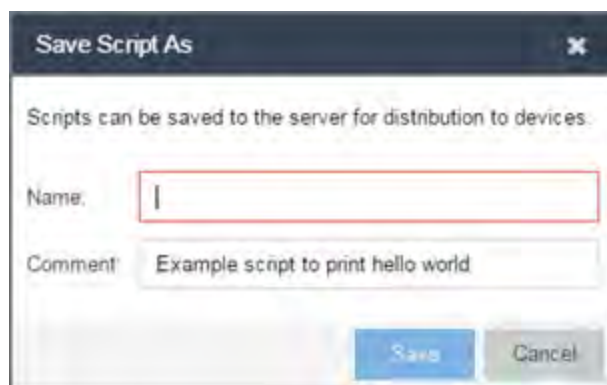 Save Script As
Scripts can be saved to the server for distribution to devices.
Name:
Comment: Example script to print hello world
Save Cancel